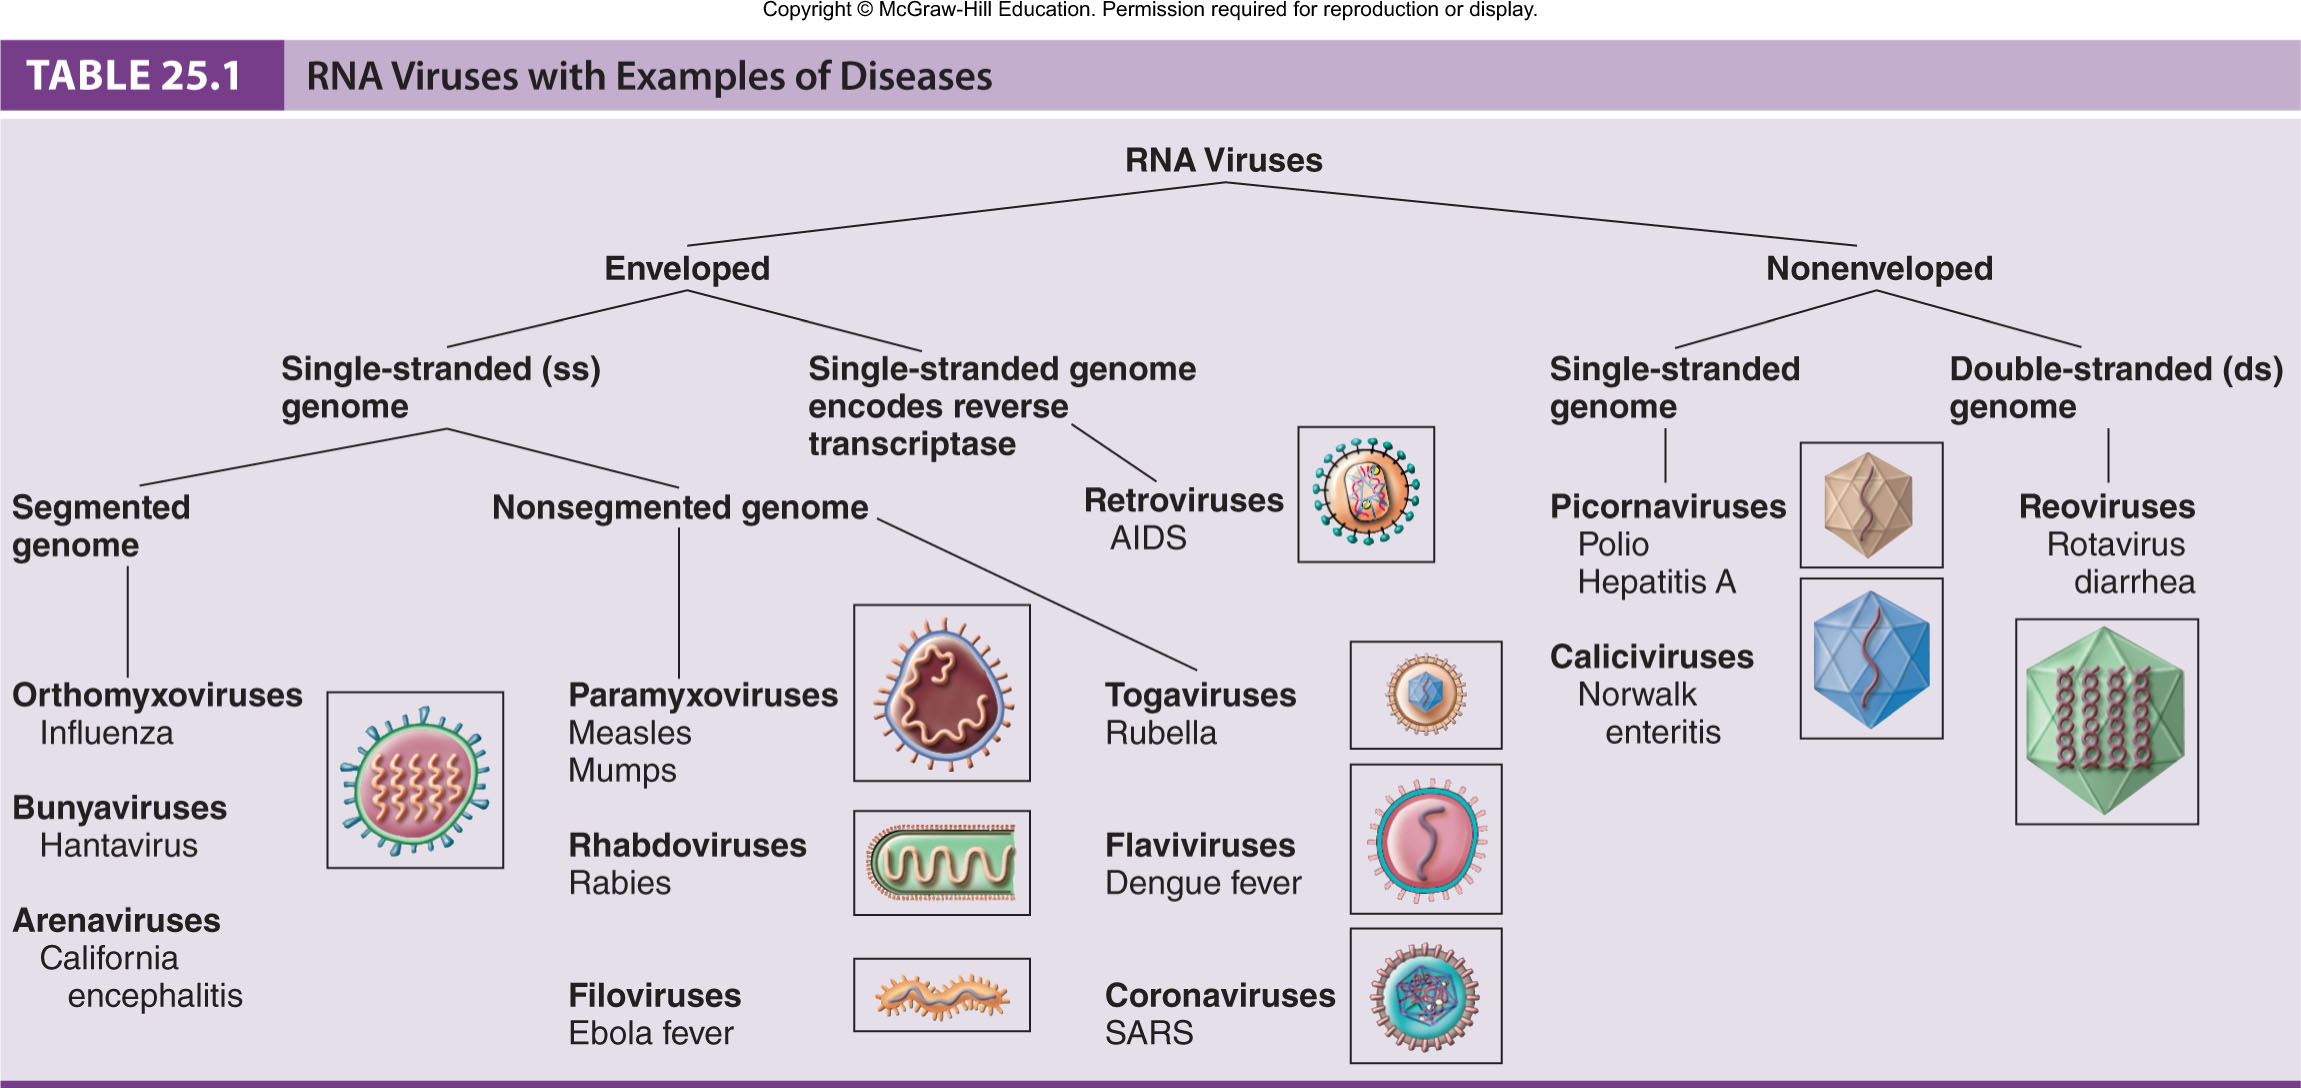 Copyright © McGraw-Hill Education. Permission required for reproduction or display.
TABLE 25.1 RNA Viruses with Examples of Diseases
RNA Viruses
Enveloped
Nonenveloped
Single-stranded (ss)
genome
Single-stranded genome
encodes reverse
transcriptase
Single-stranded
genome
Double-stranded (ds)
genome
Segmented
genome
Nonsegmented genome
Retroviruses
AIDS
Picornaviruses
Polio
Hepatitis A
Caliciviruses
Norwalk
enteritis
Reoviruses
Rotavirus
diarrhea
Orthomyxoviruses
Influenza
Bunyaviruses
Hantavirus
Arenaviruses
California
encephalitis
Paramyxoviruses
Measles
Mumps
Rhabdoviruses
Rabies
Filoviruses
Ebola fever
Togaviruses
Rubella
Flaviviruses
Dengue fever
Coronaviruses
SARS